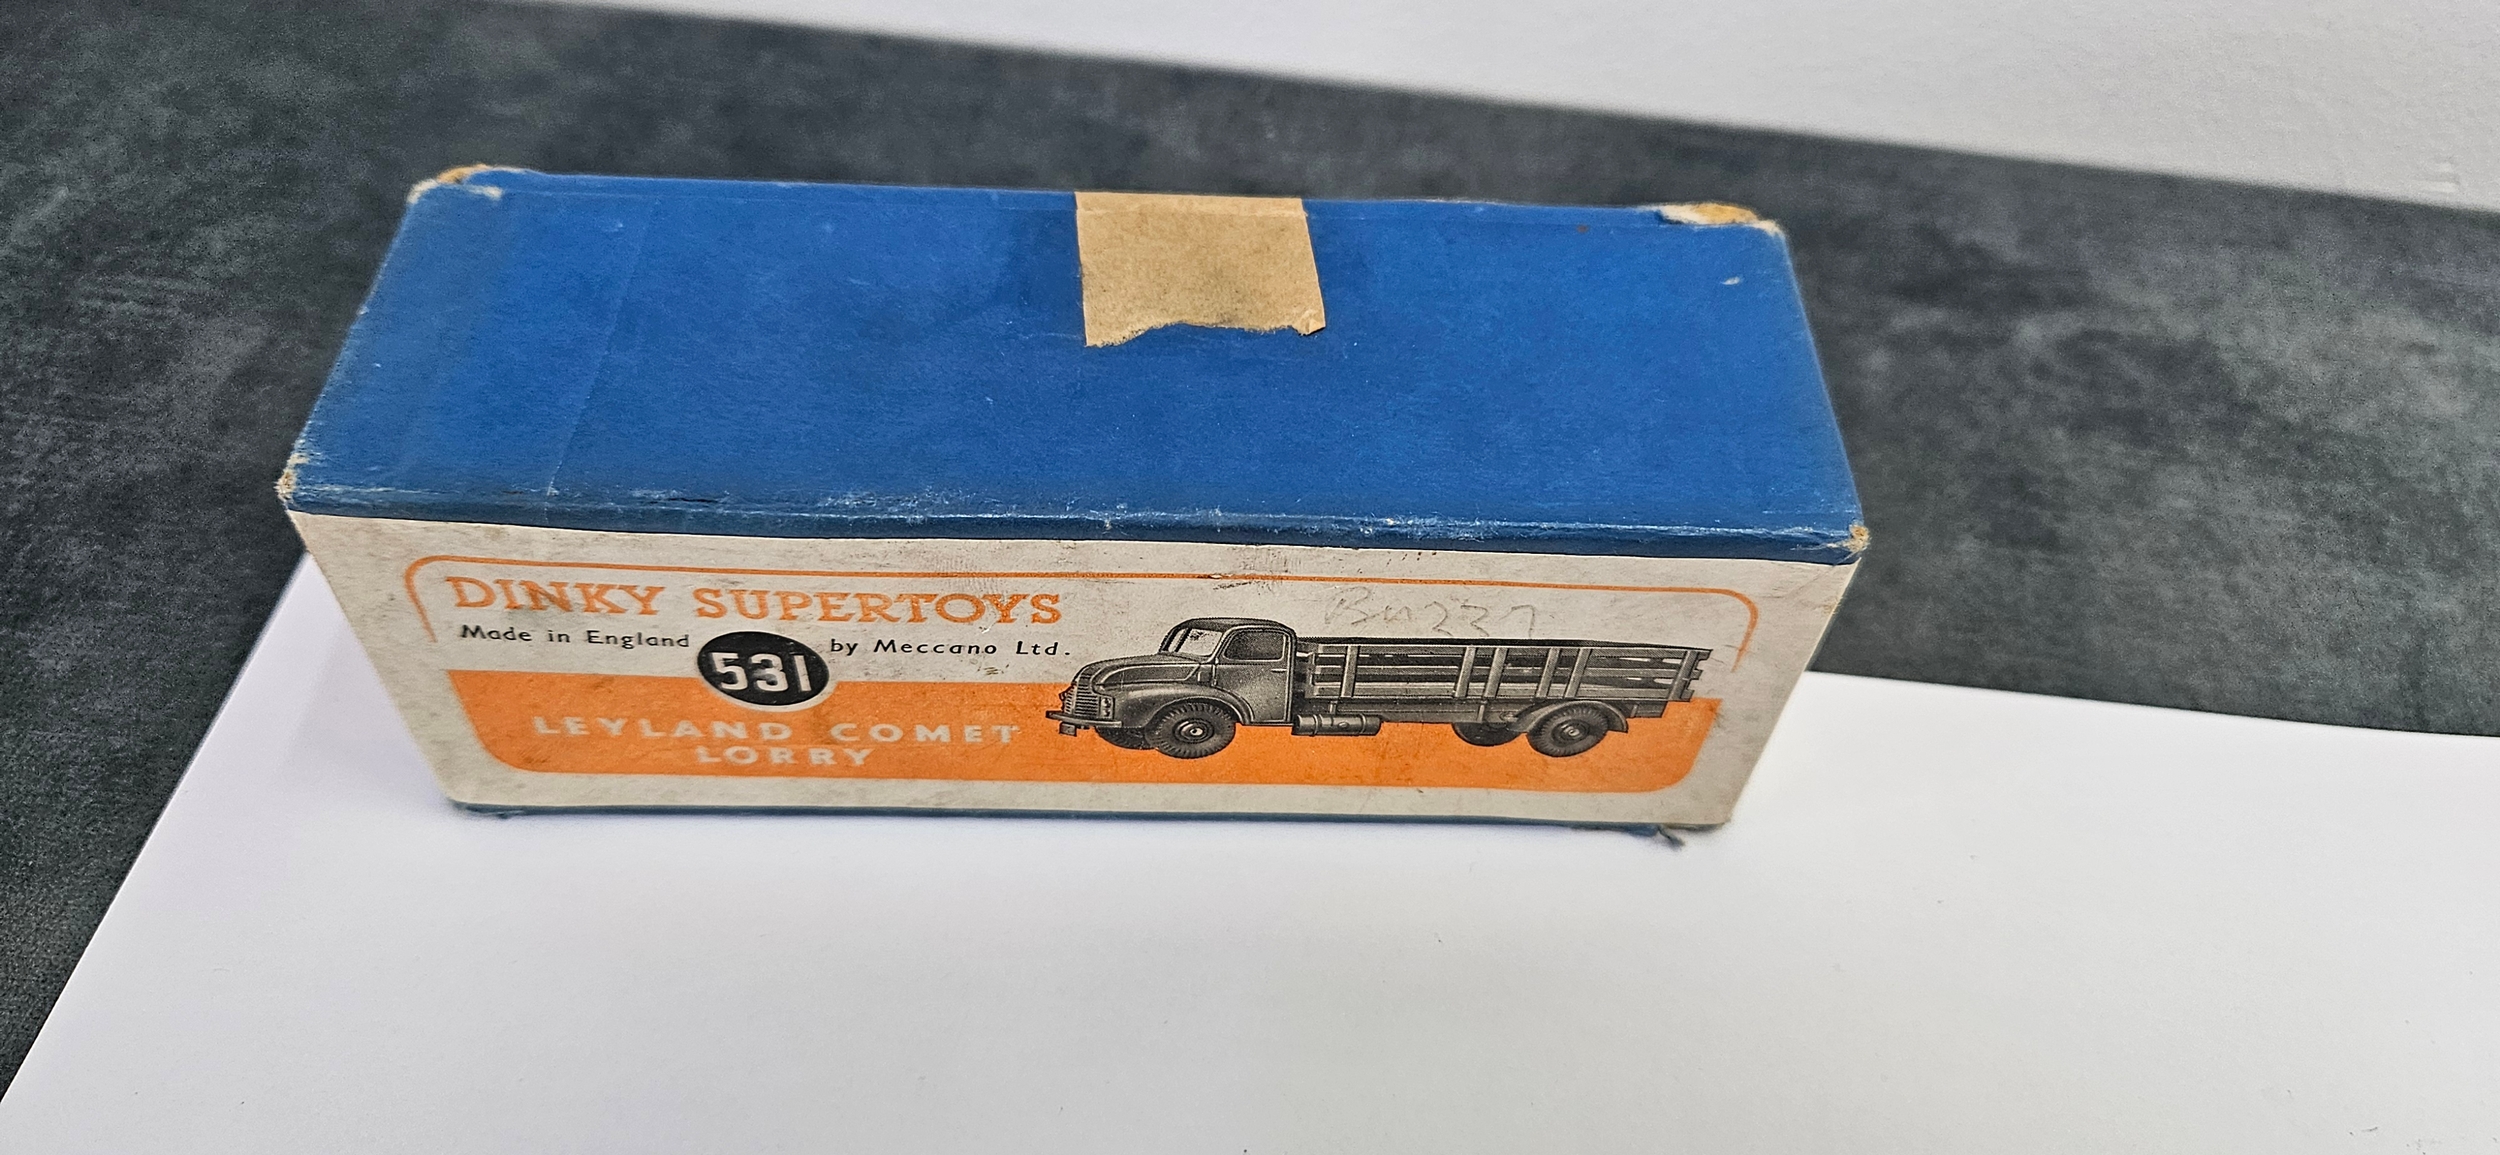 DINKY SUPERTOYS
Made in England 531 by Meccano Ltd.
LEYLAND COMET
LORRY